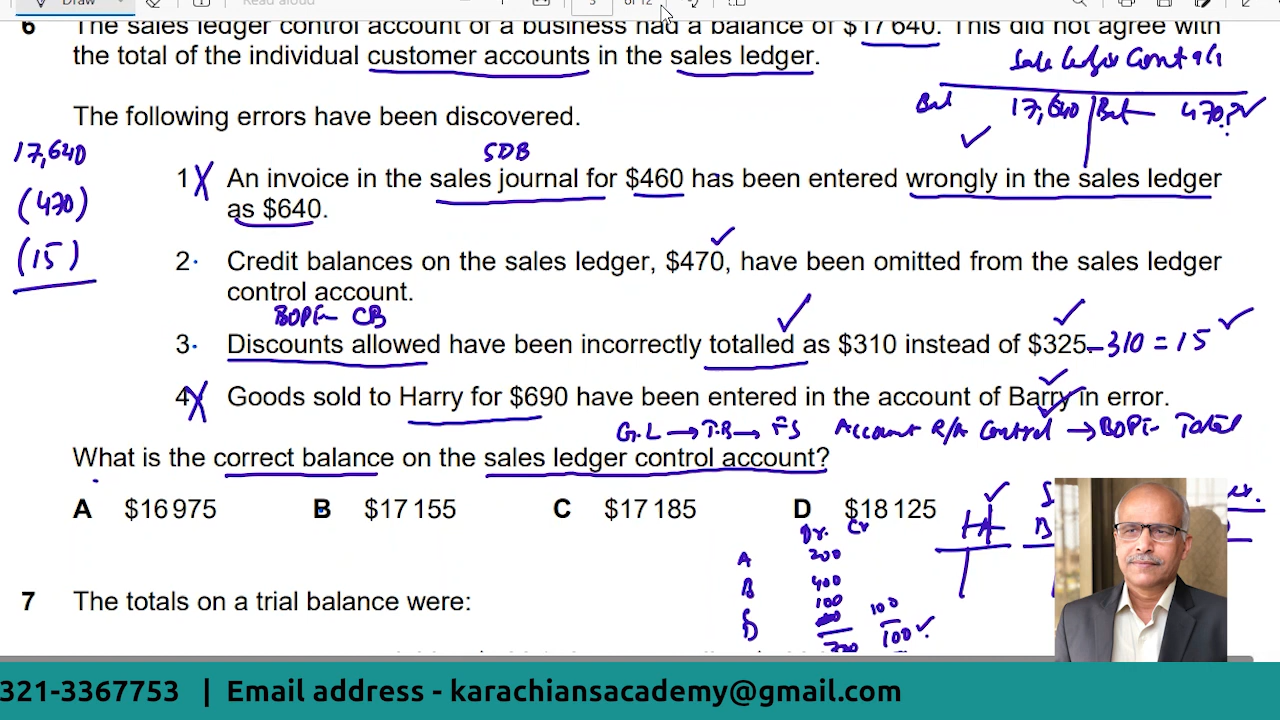 Draw
Read aloud
3
of 12
6 The sales ledger control account of a business had a balance of $17 640. This did not agree with
the total of the individual customer accounts in the sales ledger.
Sale ledger Control
Bal 17,640 Bal 470
The following errors have been discovered.
17,640
(470)
(15)
SDB
1 An invoice in the sales journal for $460 has been entered wrongly in the sales ledger
as $640.
2 Credit balances on the sales ledger, $470, have been omitted from the sales ledger
control account.
BOPE CB
3 Discounts allowed have been incorrectly totalled as $310 instead of $325. -310 = 15
4 Goods sold to Harry for $690 have been entered in the account of Barry in error.
G.L → T.B → FS Account R/A Control → BOPE Total
What is the correct balance on the sales ledger control account?
A $16 975 B $17 155 C $17 185 D $18 125
Dr. Cr
A 200
B 400
100 100
D
100
7 The totals on a trial balance were:
321-3367753 | Email address - karachiansacademy@gmail.com